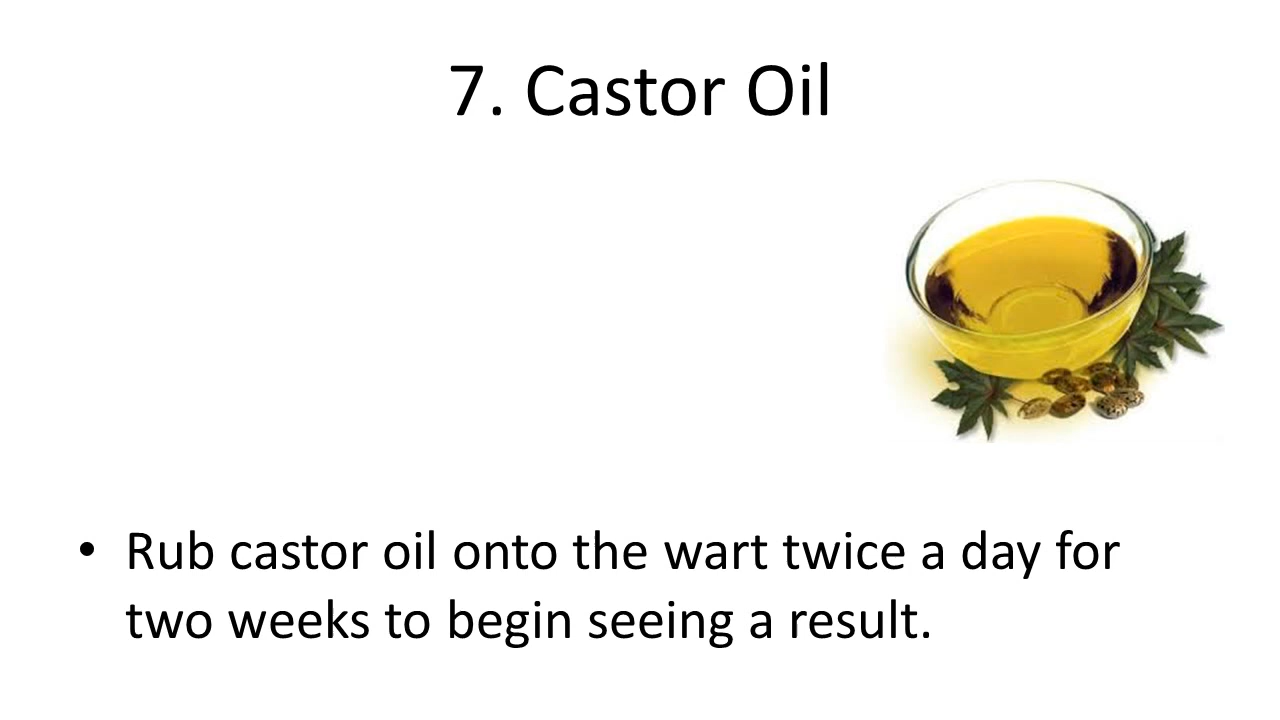 7. Castor Oil
• Rub castor oil onto the wart twice a day for
two weeks to begin seeing a result.